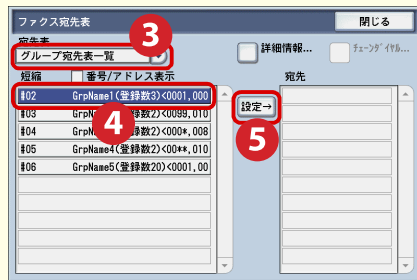 ファクス宛先表
閉じる
宛先表
3
グループ宛先表一覧
詳細情報...
ﾁｪｰﾝﾀﾞｲﾔﾙ...
短縮
番号/アドレス表示
宛先
#02 GrpName1(登録数3)<0001,000
#03 (登録数2)<0099,010
4
設定→
5
#04 GrpName(登録数2)<000*,008
#05 GrpName4(登録数2)<00**,010
#06 GrpName5(登録数20)<0001,00